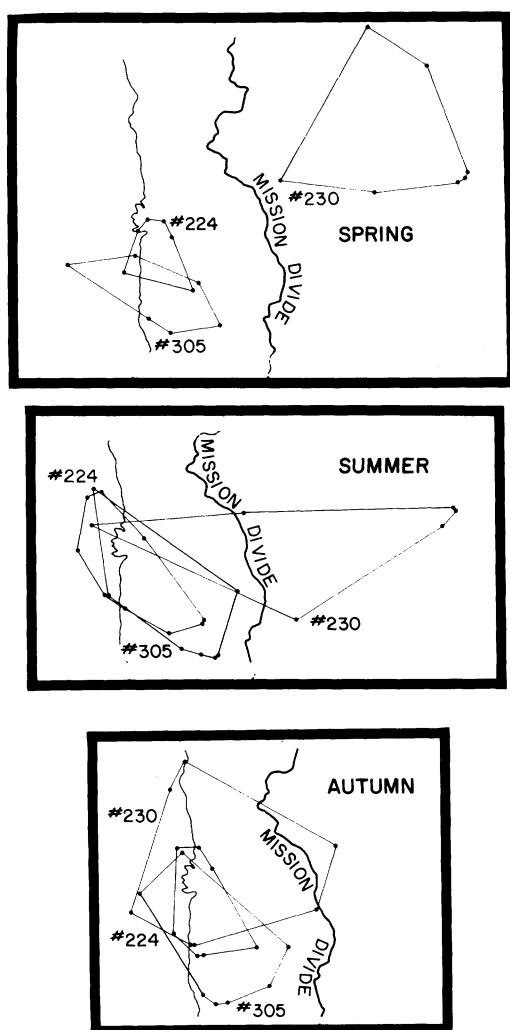 #230
#224
SPRING
MISSION DIVIDE
#305
SUMMER
#224
MISSION DIVIDE
#230
#305
AUTUMN
#230
MISSION DIVIDE
#224
#305